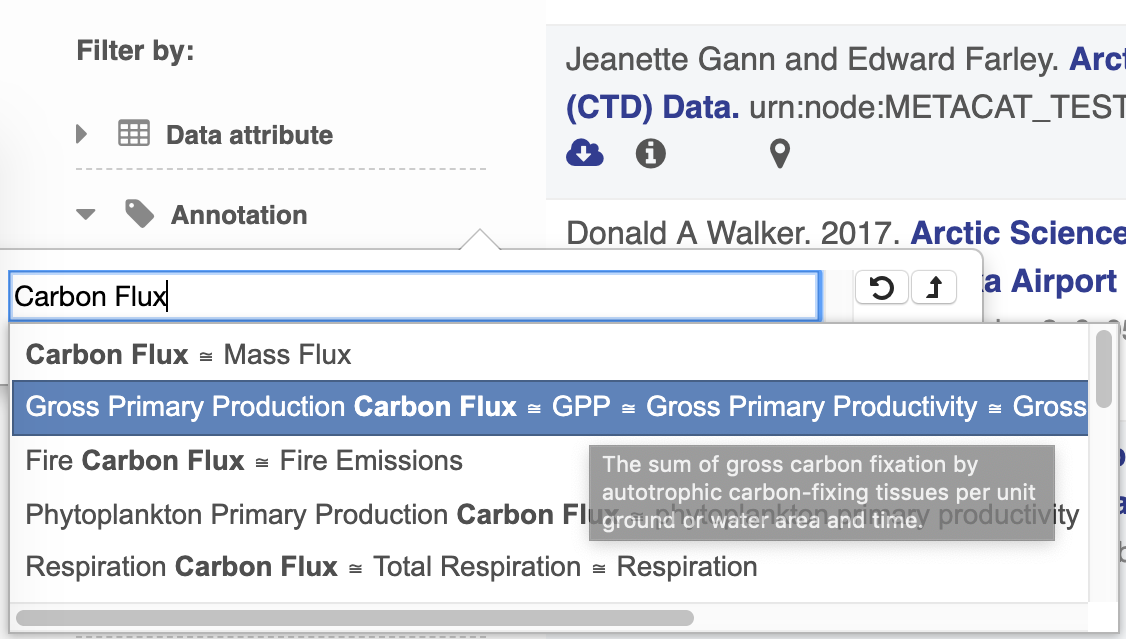 Filter by:
Data attribute
Annotation
Jeanette Gann and Edward Farley. Arct
(CTD) Data. urn:node:METACAT_TEST
Donald A Walker. 2017. Arctic Science
a Airport
Carbon Flux
Carbon Flux ≅ Mass Flux
Gross Primary Production Carbon Flux ≅ GPP ≅ Gross Primary Productivity ≅ Gross
Fire Carbon Flux ≅ Fire Emissions
The sum of gross carbon fixation by
autotrophic carbon-fixing tissues per unit
ground or water area and time.
Phytoplankton Primary Production Carbon Flux ≅ phytoplankton primary productivity
Respiration Carbon Flux ≅ Total Respiration ≅ Respiration